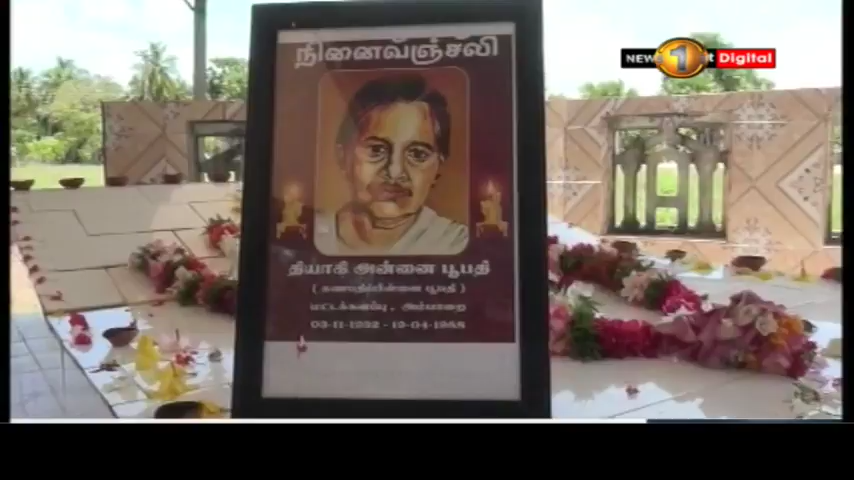 நினைவஞ்சலி
NEWS 1st Digital
தியாகி அன்னை பூபதி
( கணபதிப்பிள்ளை பூபதி )
மட்டக்களப்பு , அம்பாறை
03-11-1932 - 19-04-1988